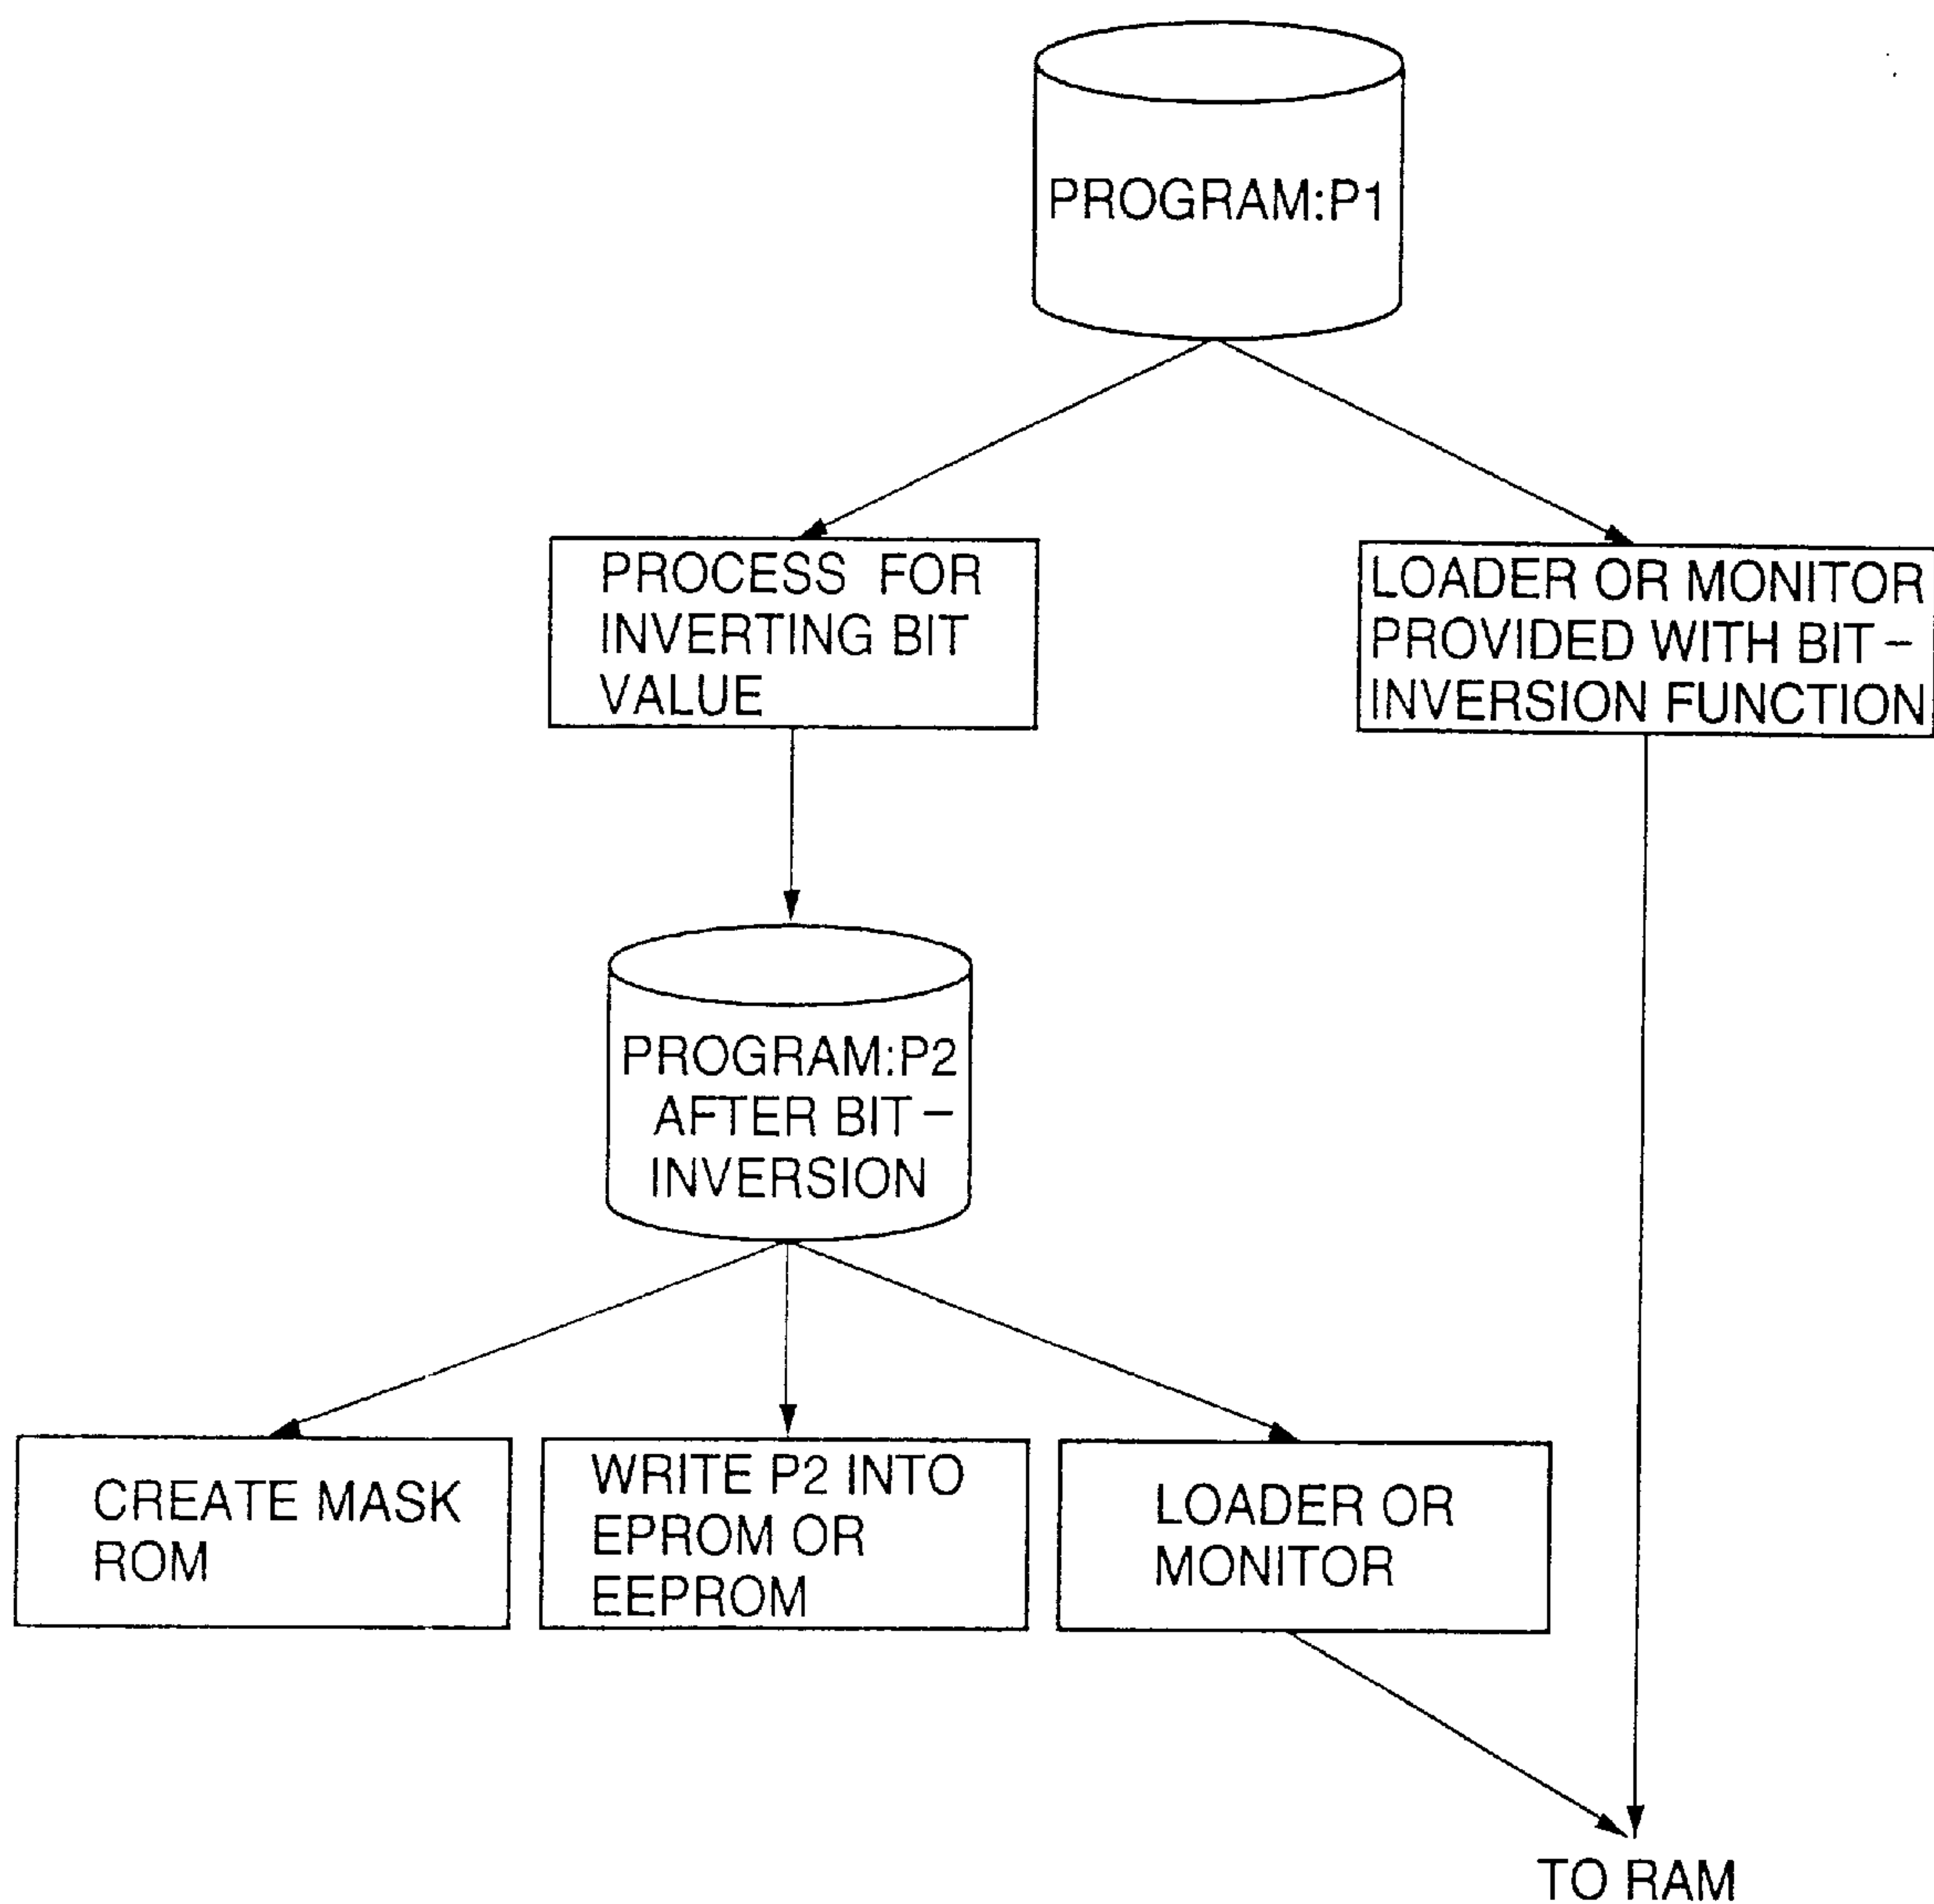 PROGRAM:P1
PROCESS FOR
INVERTING BIT
VALUE
LOADER OR MONITOR
PROVIDED WITH BIT –
INVERSION FUNCTION
PROGRAM:P2
AFTER BIT –
INVERSION
CREATE MASK
ROM
WRITE P2 INTO
EPROM OR
EEPROM
LOADER OR
MONITOR
TO RAM